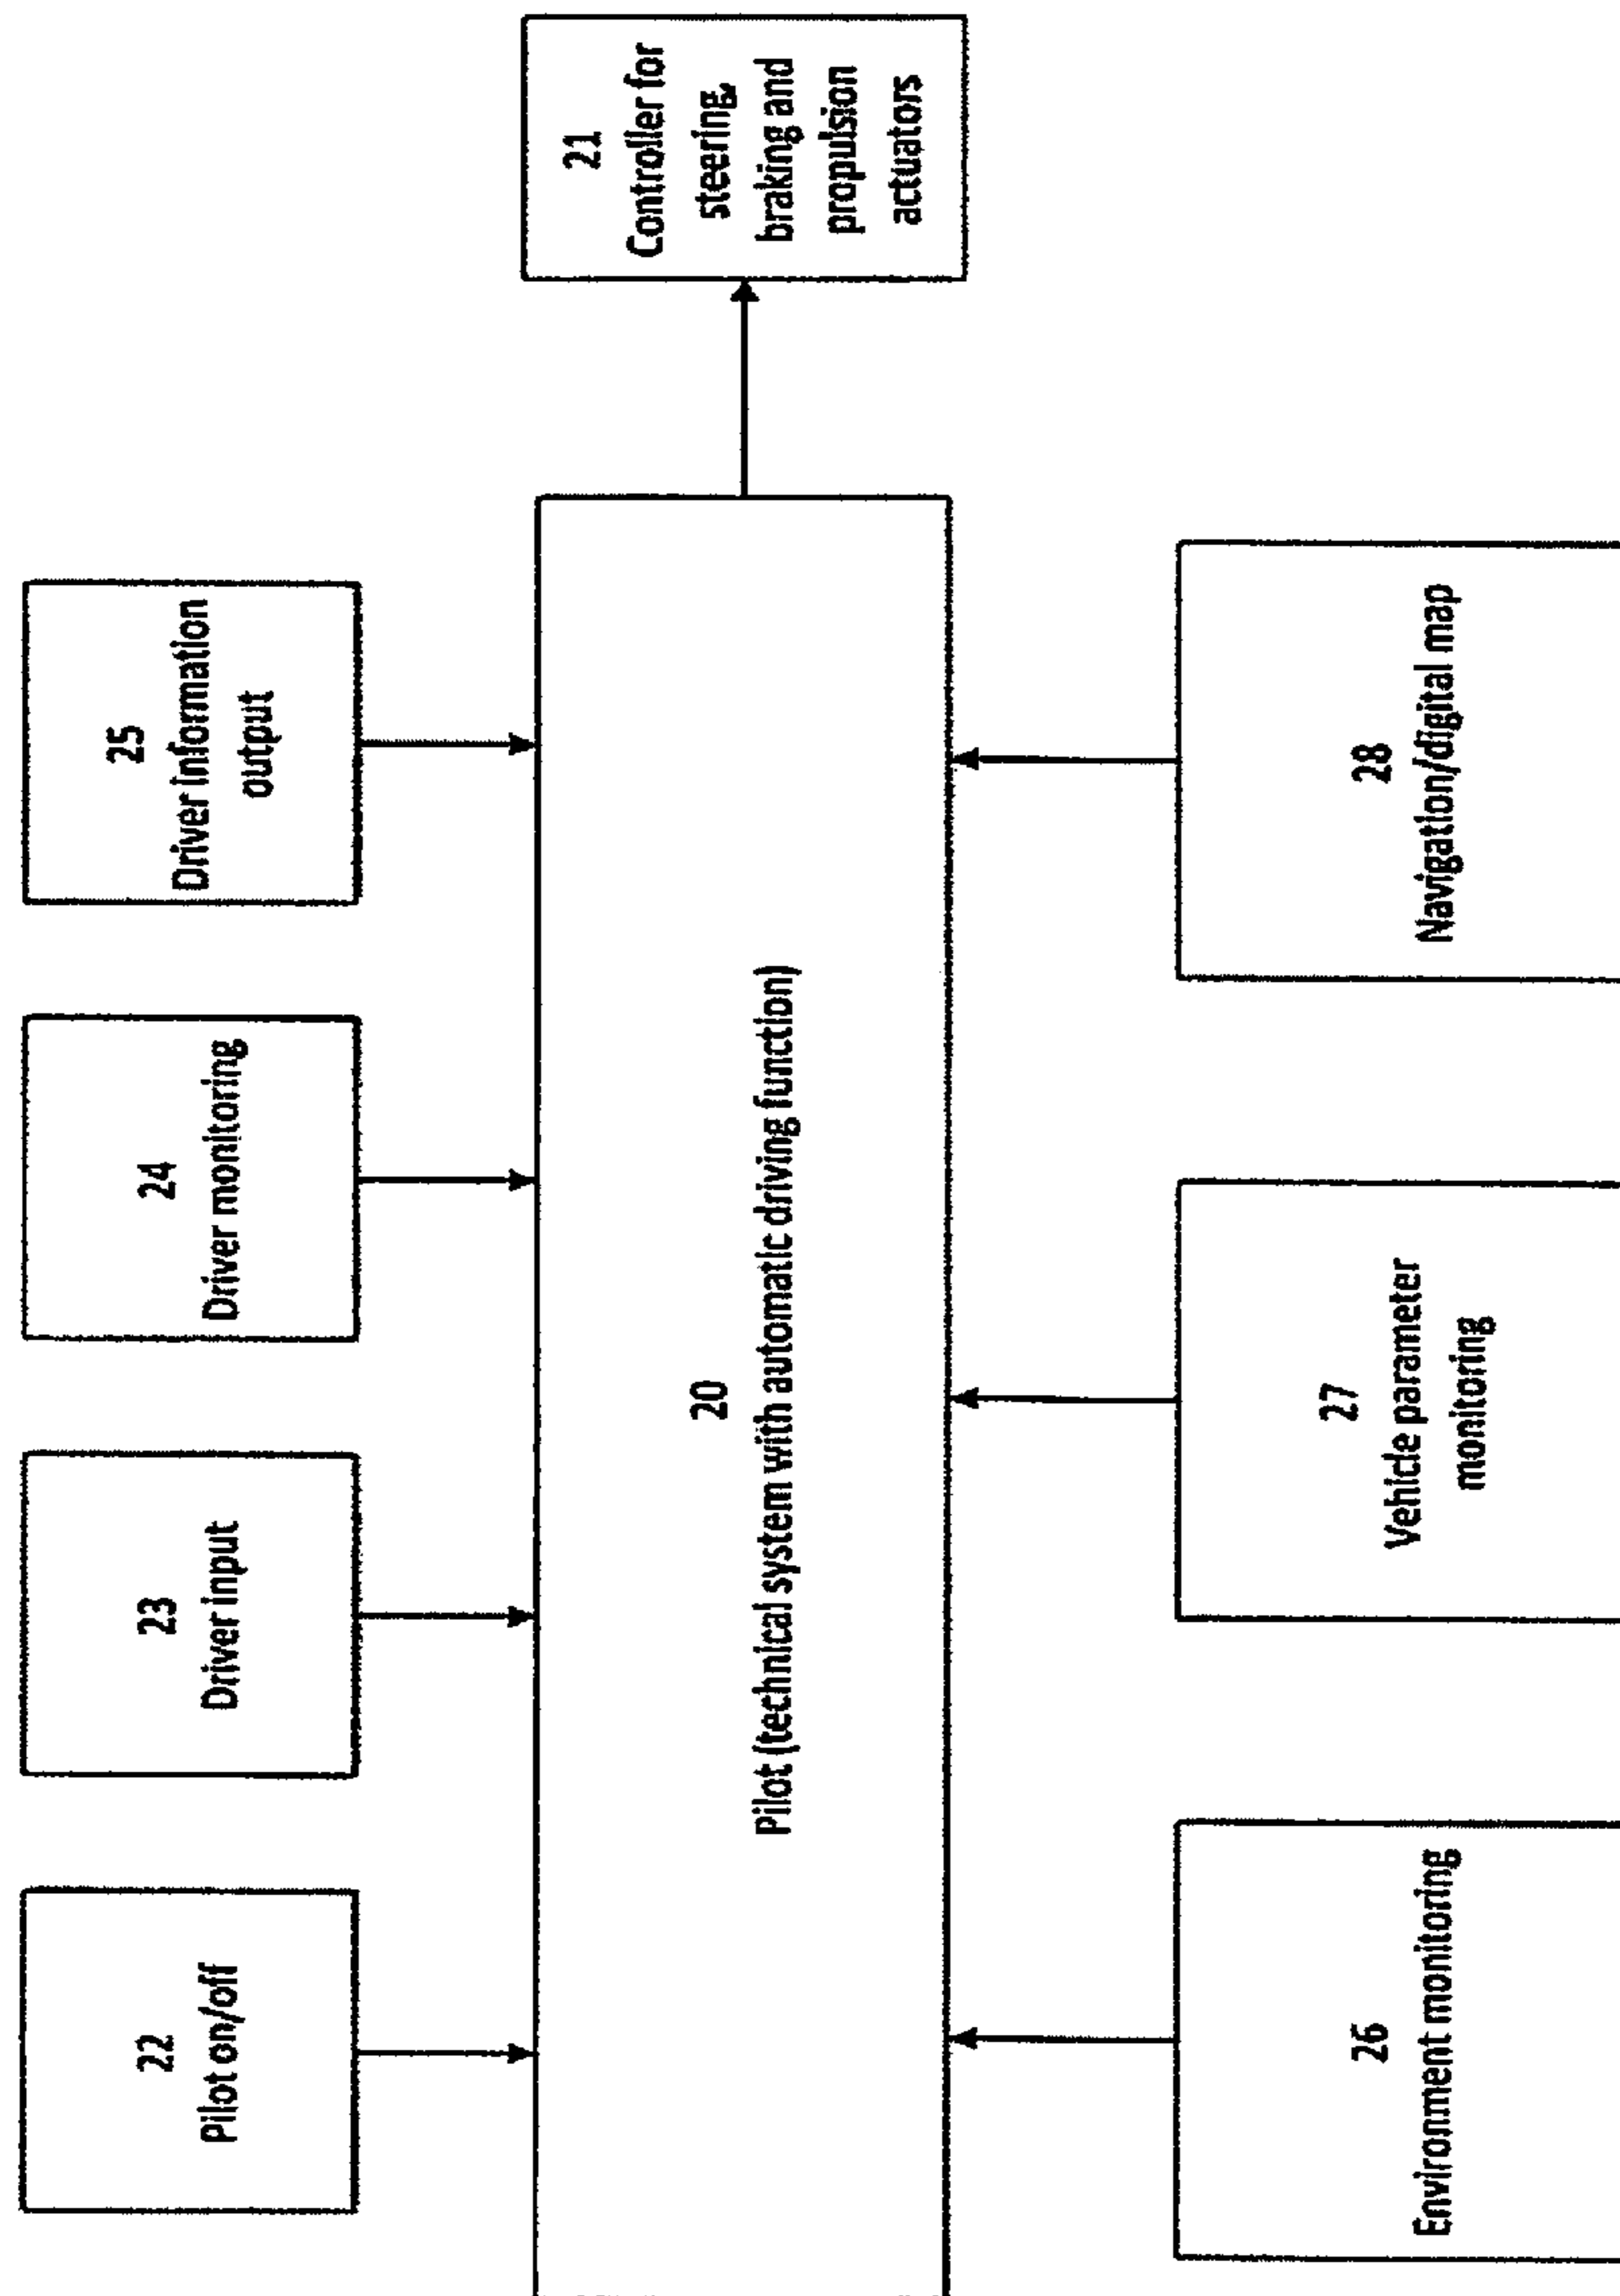 22
Pilot on/off
23
Driver input
24
Driver monitoring
25
Driver information
output
20
Pilot (technical system with automatic driving function)
21
Controller for
steering,
braking and
propulsion
actuators
26
Environment monitoring
27
Vehicle parameter
monitoring
28
Navigation/digital map